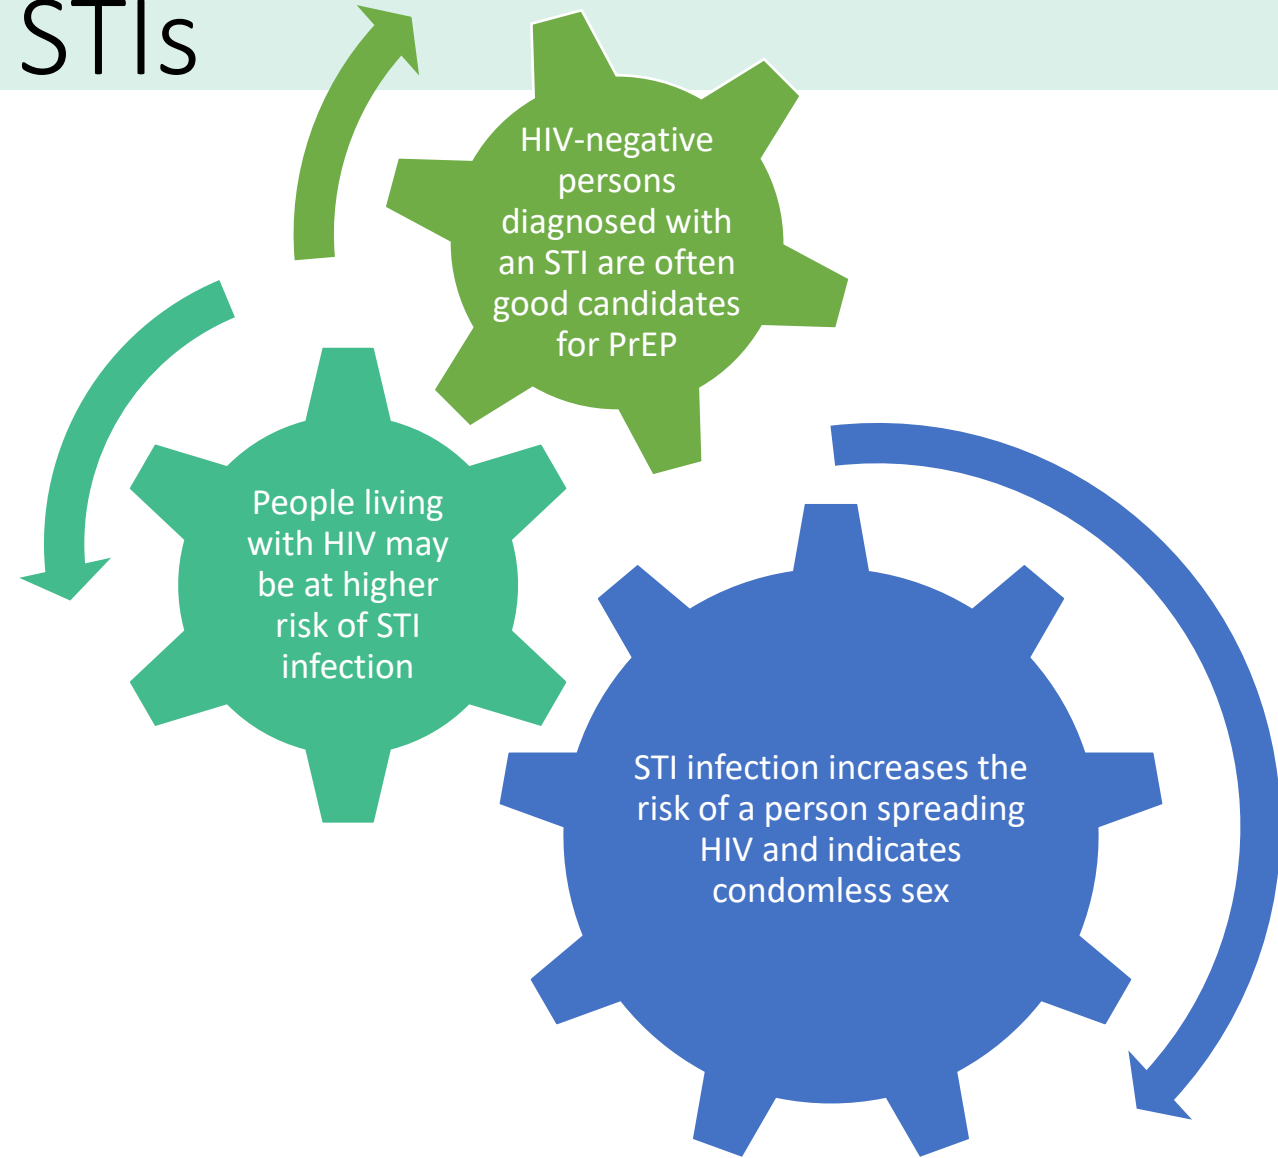 STIs
HIV-negative
persons
diagnosed with
an STI are often
good candidates
for PrEP
People living
with HIV may
be at higher
risk of STI
infection
STI infection increases the
risk of a person spreading
HIV and indicates
condomless sex